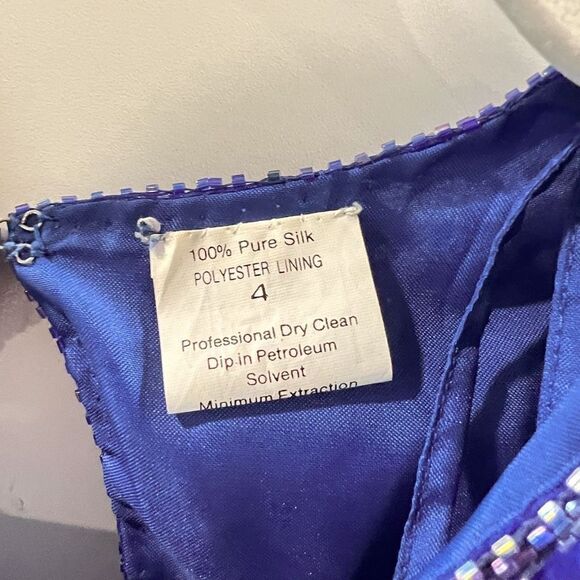 100% Pure Silk
POLYESTER LINING
4
Professional Dry Clean
Dip in Petroleum
Solvent
Minimum Extraction